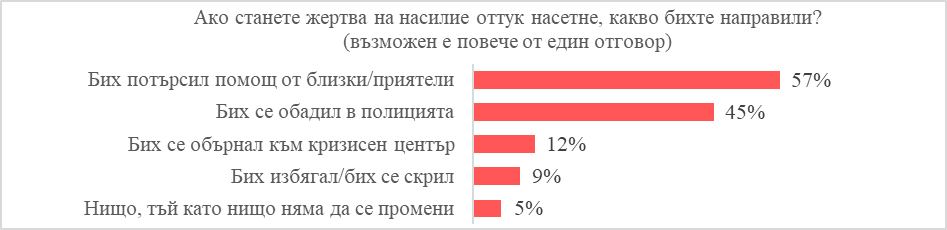 Ако станете жертва на насилие оттук насетне, какво бихте направили?
(възможен е повече от един отговор)
Бих потърсил помощ от близки/приятели 57%
Бих се обадил в полицията 45%
Бих се обърнал към кризисен център 12%
Бих избягал/бих се скрил 9%
Нищо, тъй като нищо няма да се промени 5%